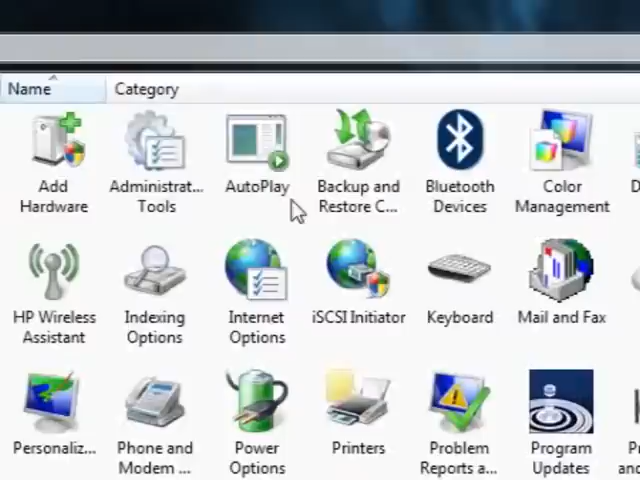 Name Category
Add Hardware
Administrat... Tools
AutoPlay
Backup and Restore C...
Bluetooth Devices
Color Management
D
HP Wireless Assistant
Indexing Options
Internet Options
iSCSI Initiator
Keyboard
Mail and Fax
Personaliz...
Phone and Modem ...
Power Options
Printers
Problem Reports a...
Program Updates